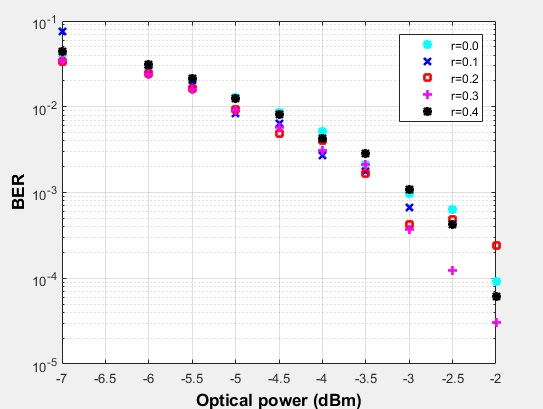 10^-1
r=0.0
r=0.1
r=0.2
r=0.3
r=0.4
10^-2
10^-3
10^-4
10^-5
BER
-7 -6.5 -6 -5.5 -5 -4.5 -4 -3.5 -3 -2.5 -2
Optical power (dBm)